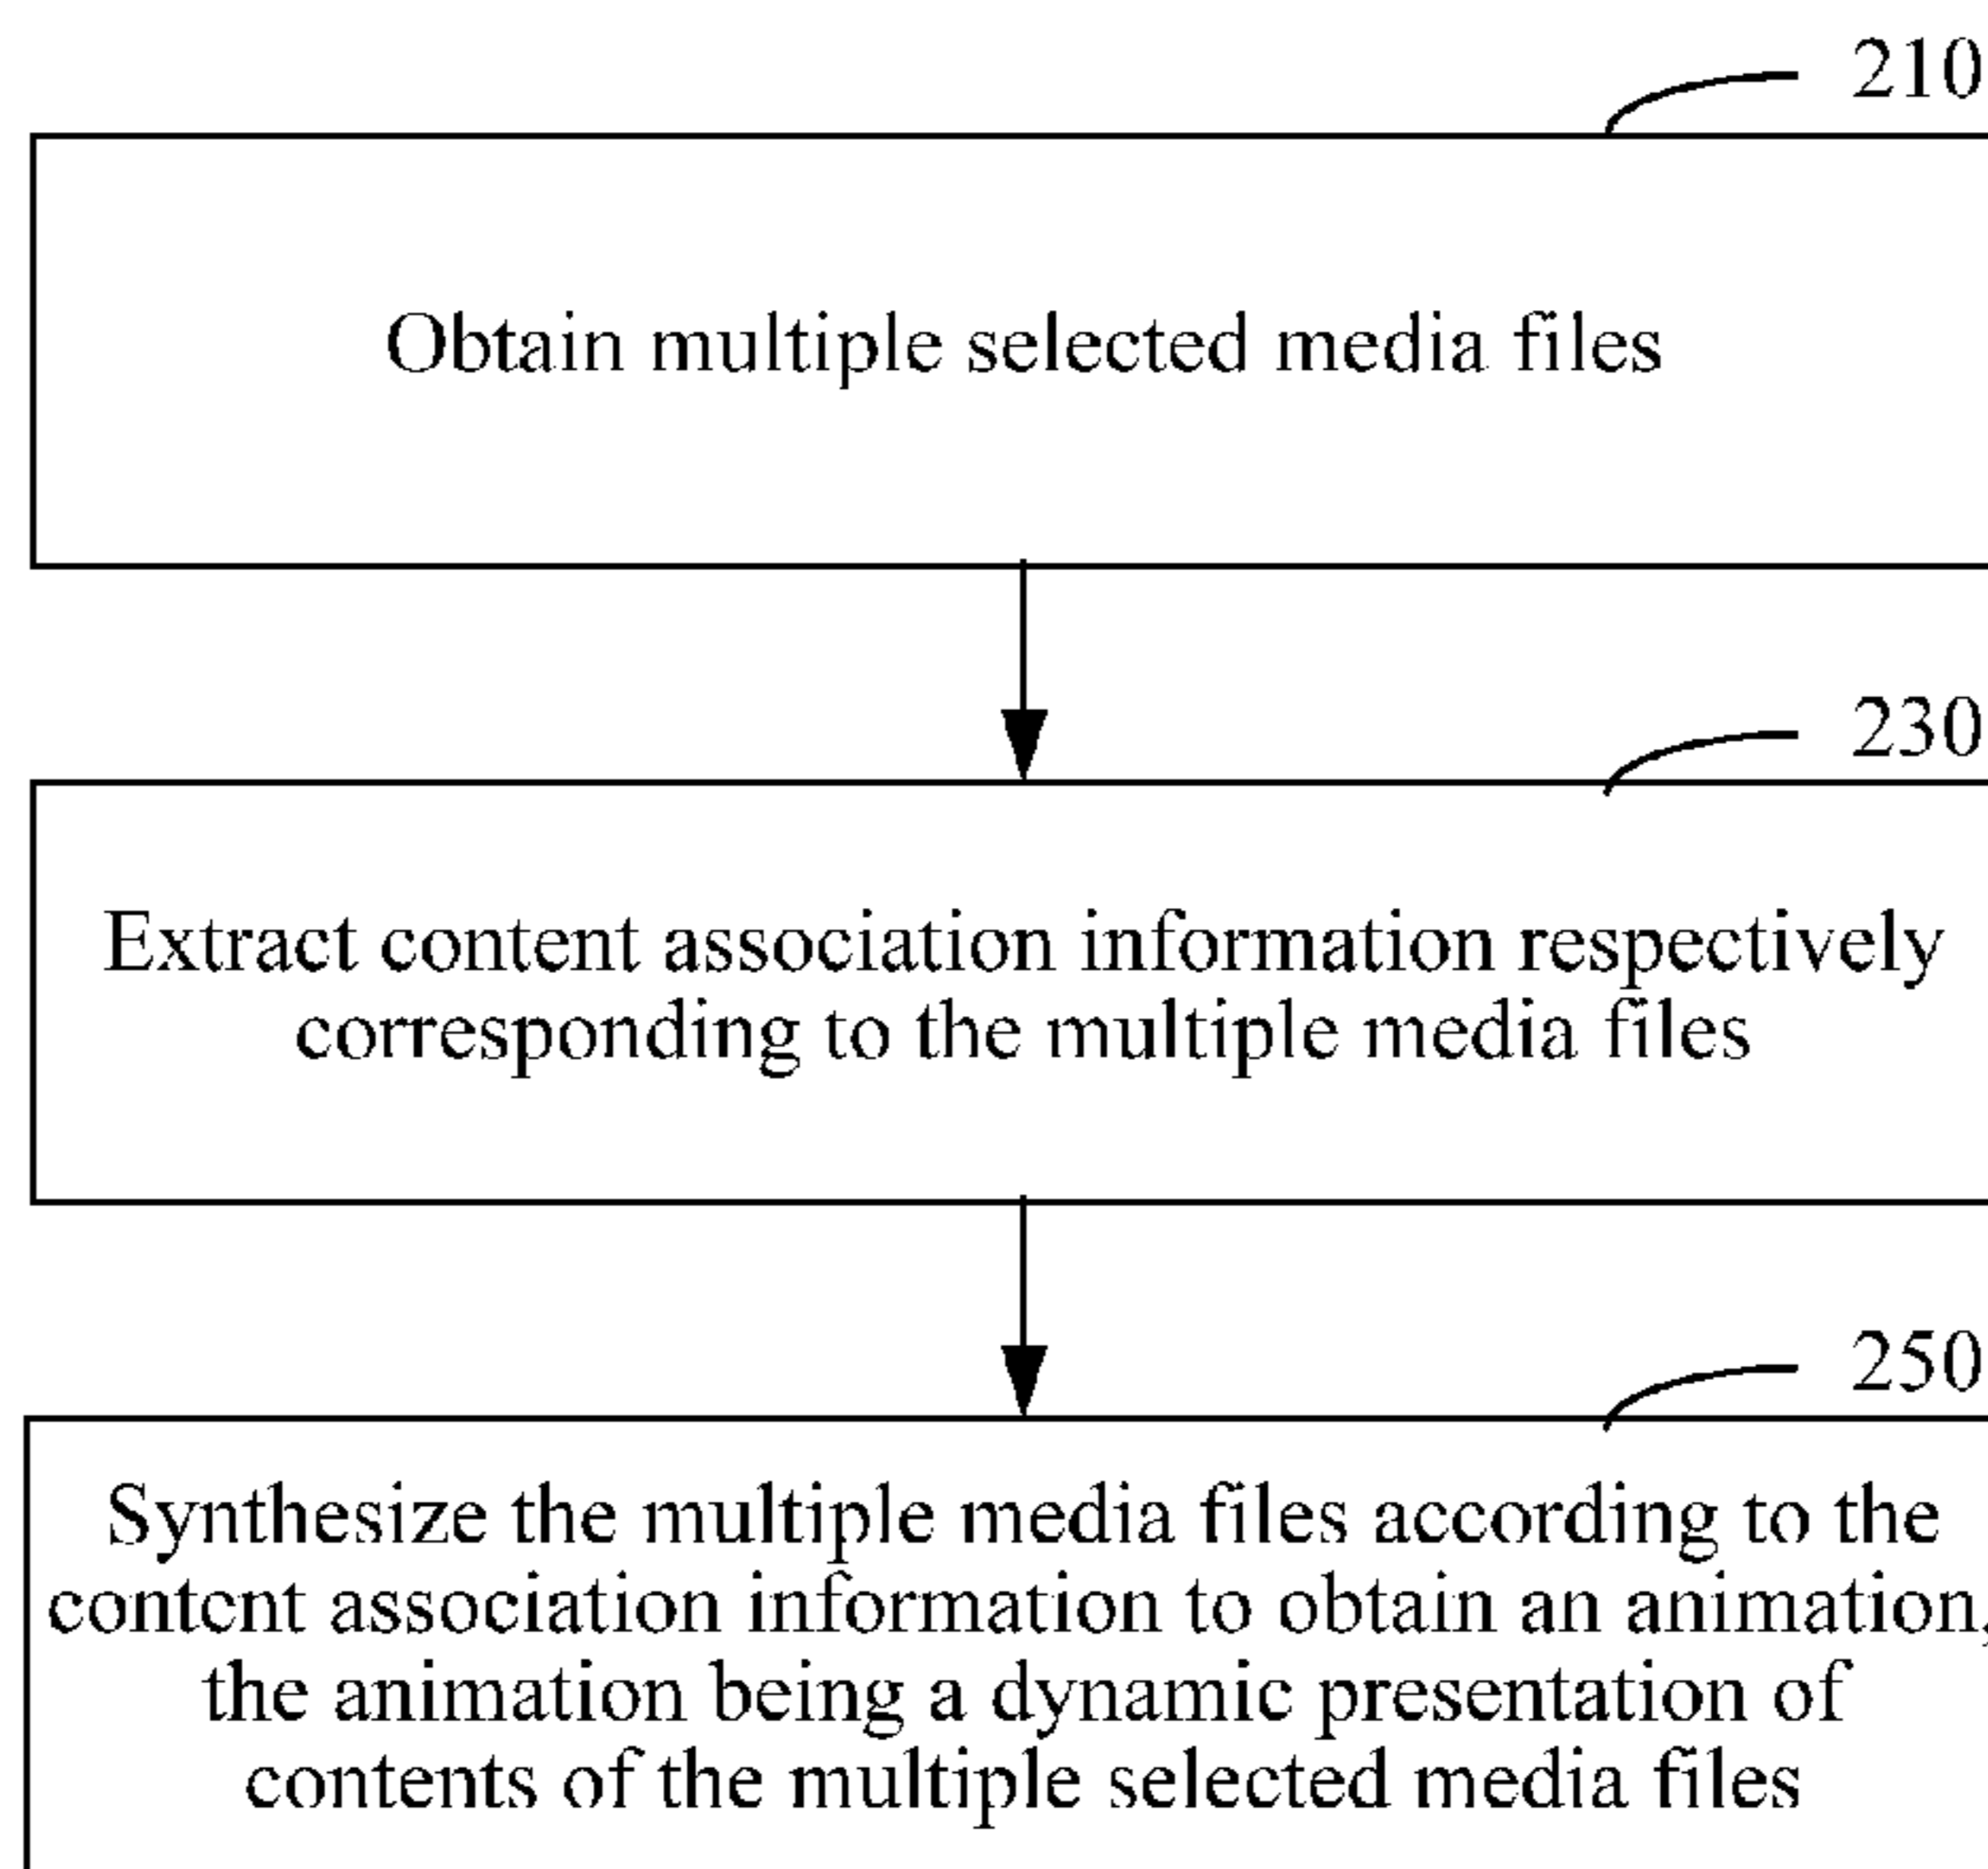 210
Obtain multiple selected media files
230
Extract content association information respectively
corresponding to the multiple media files
250
Synthesize the multiple media files according to the
content association information to obtain an animation,
the animation being a dynamic presentation of
contents of the multiple selected media files